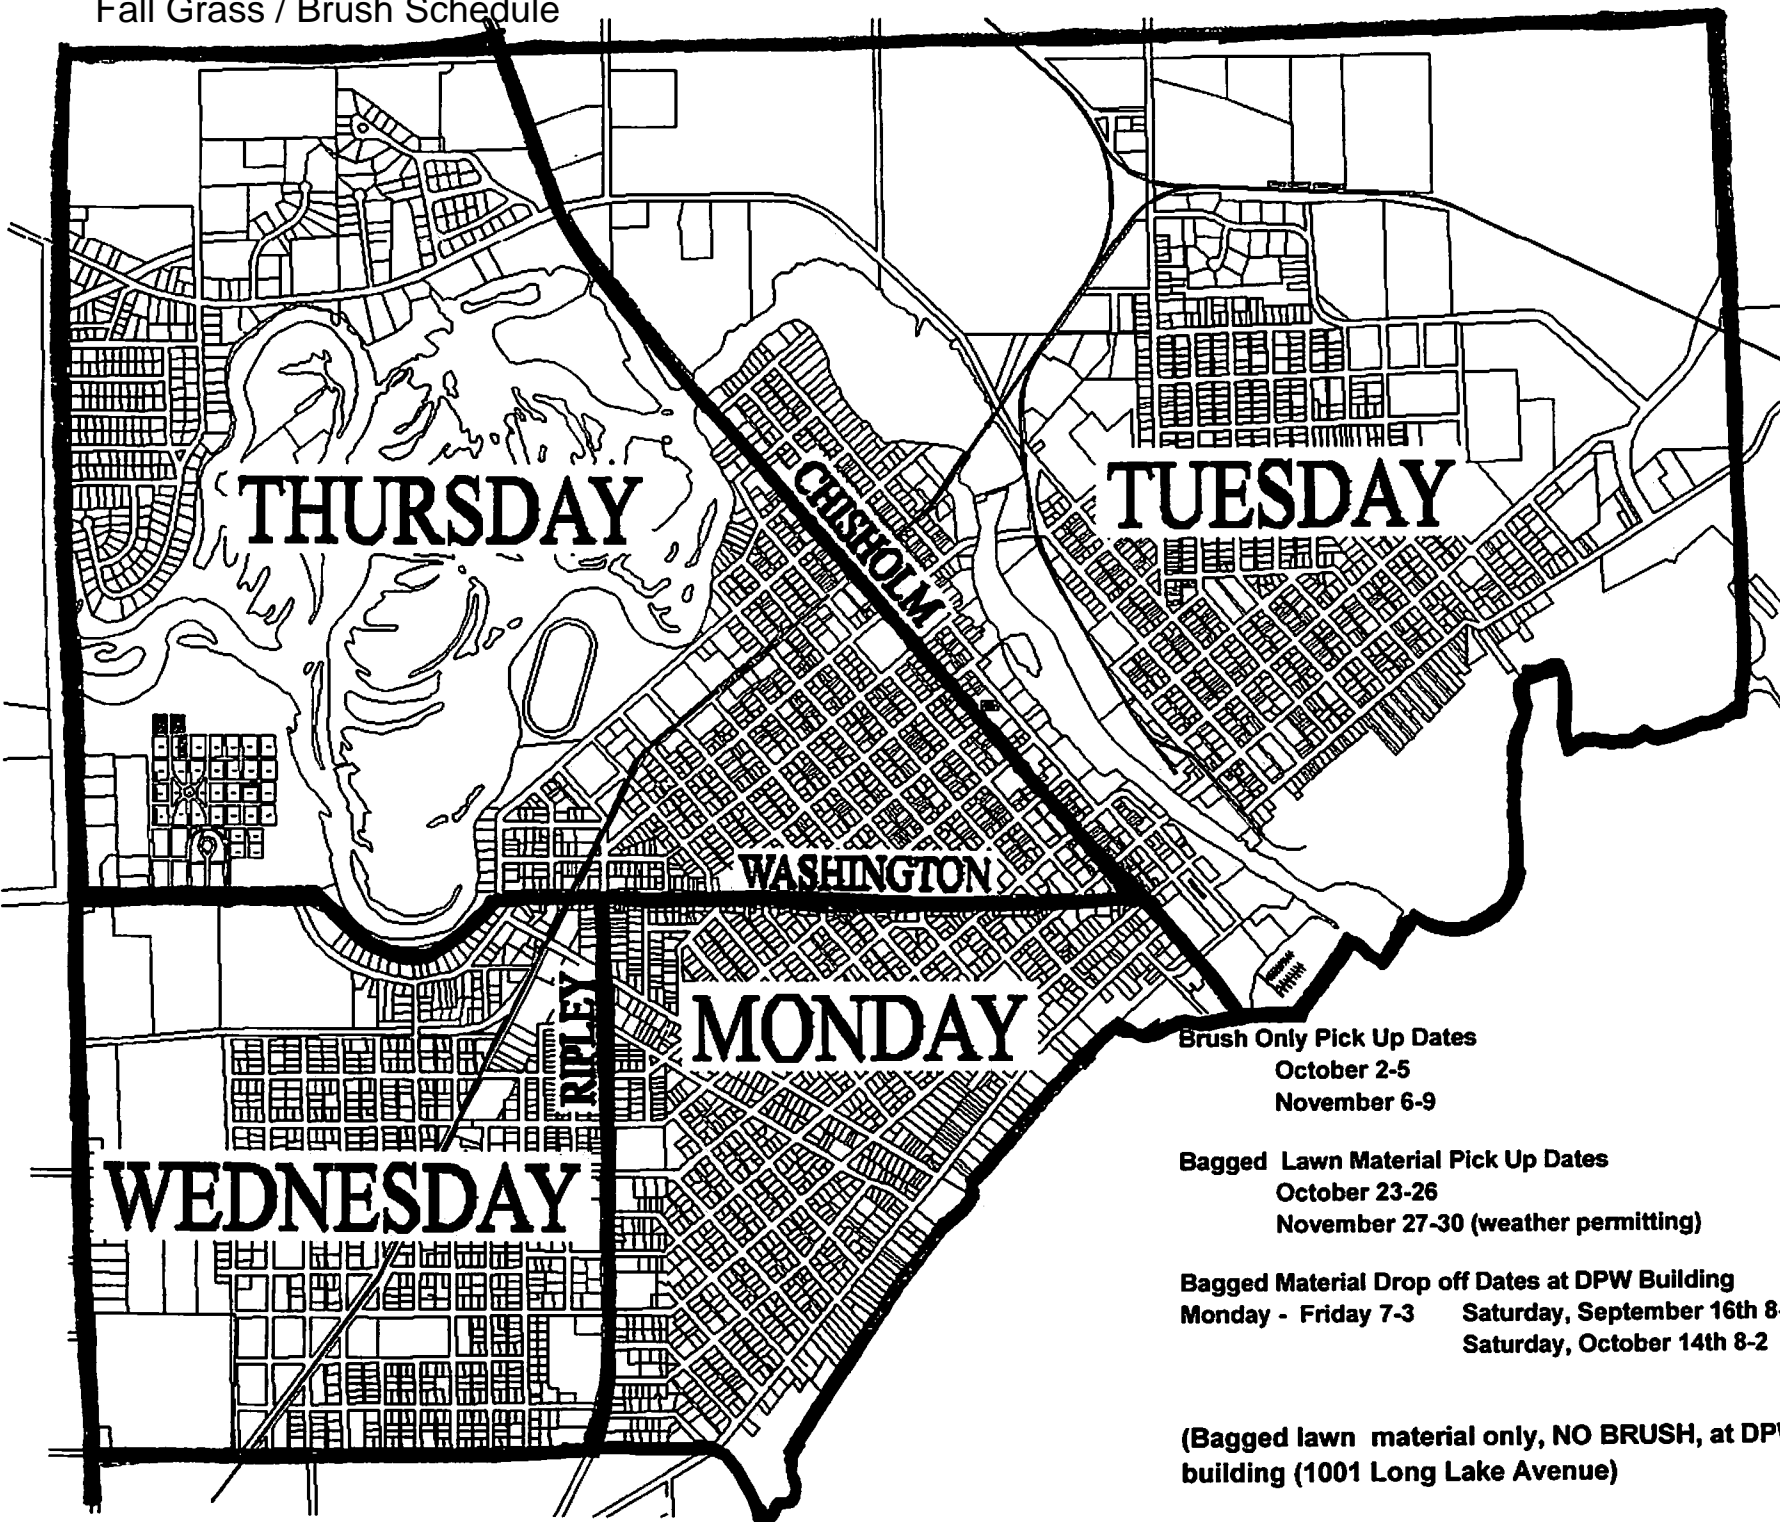 Fall Grass / Brush Schedule
THURSDAY
CHISHOLM
TUESDAY
WASHINGTON
RIPLEY
MONDAY
WEDNESDAY
Brush Only Pick Up Dates
October 2-5
November 6-9
Bagged Lawn Material Pick Up Dates
October 23-26
November 27-30 (weather permitting)
Bagged Material Drop off Dates at DPW Building
Monday - Friday 7-3 Saturday, September 16th 8-
Saturday, October 14th 8-2
(Bagged lawn material only, NO BRUSH, at DPW
building (1001 Long Lake Avenue)